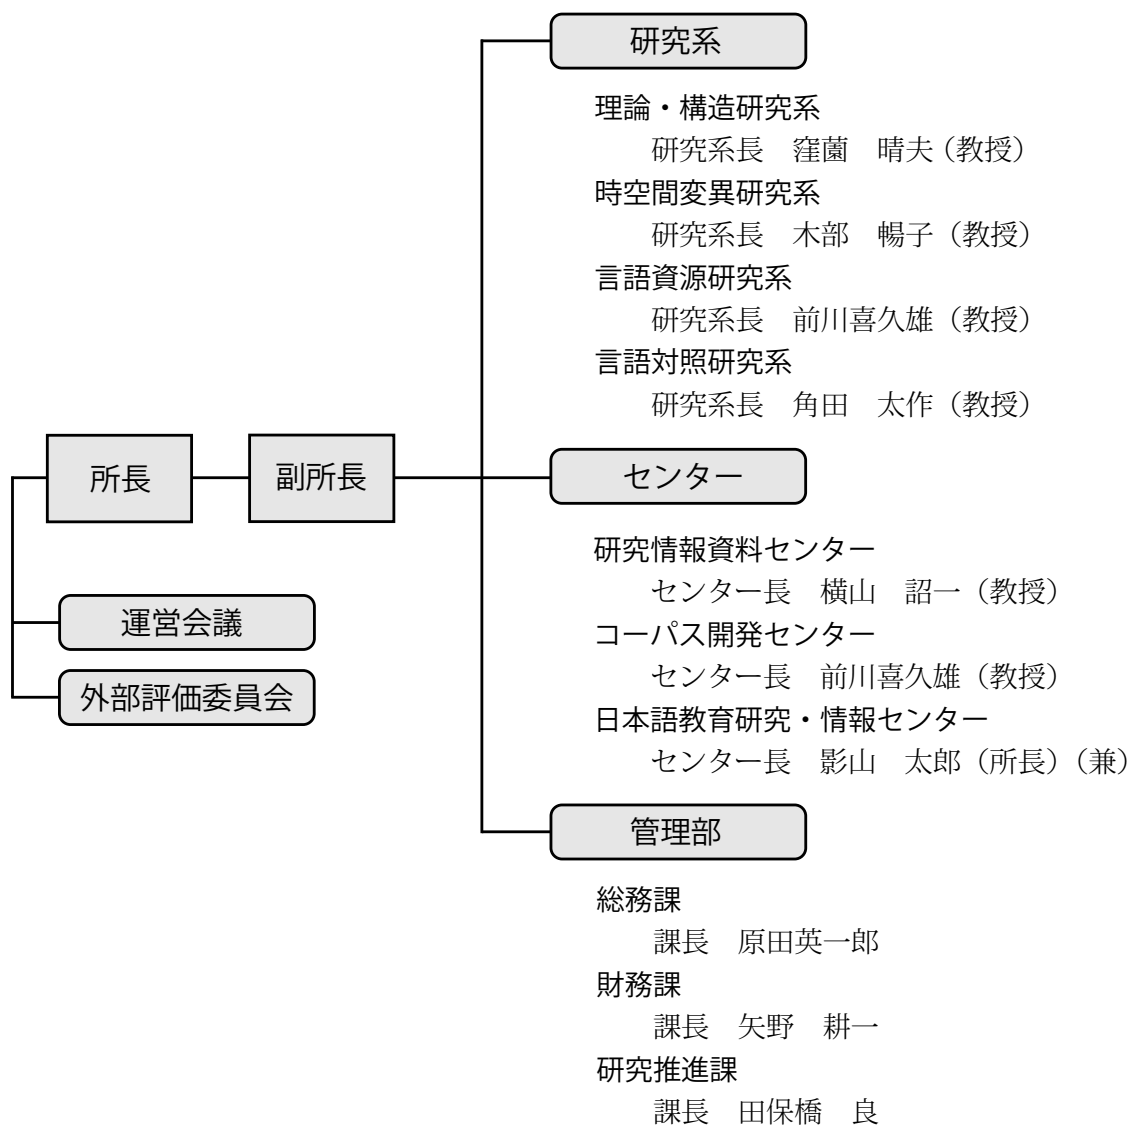 研究系
理論・構造研究系
研究系長　窪薗　晴夫（教授）
時空間変異研究系
研究系長　木部　暢子（教授）
言語資源研究系
研究系長　前川喜久雄（教授）
言語対照研究系
研究系長　角田　太作（教授）
所長
副所長
運営会議
外部評価委員会
センター
研究情報資料センター
センター長　横山　詔一（教授）
コーパス開発センター
センター長　前川喜久雄（教授）
日本語教育研究・情報センター
センター長　影山　太郎（所長）（兼）
管理部
総務課
課長　原田英一郎
財務課
課長　矢野　耕一
研究推進課
課長　田保橋　良